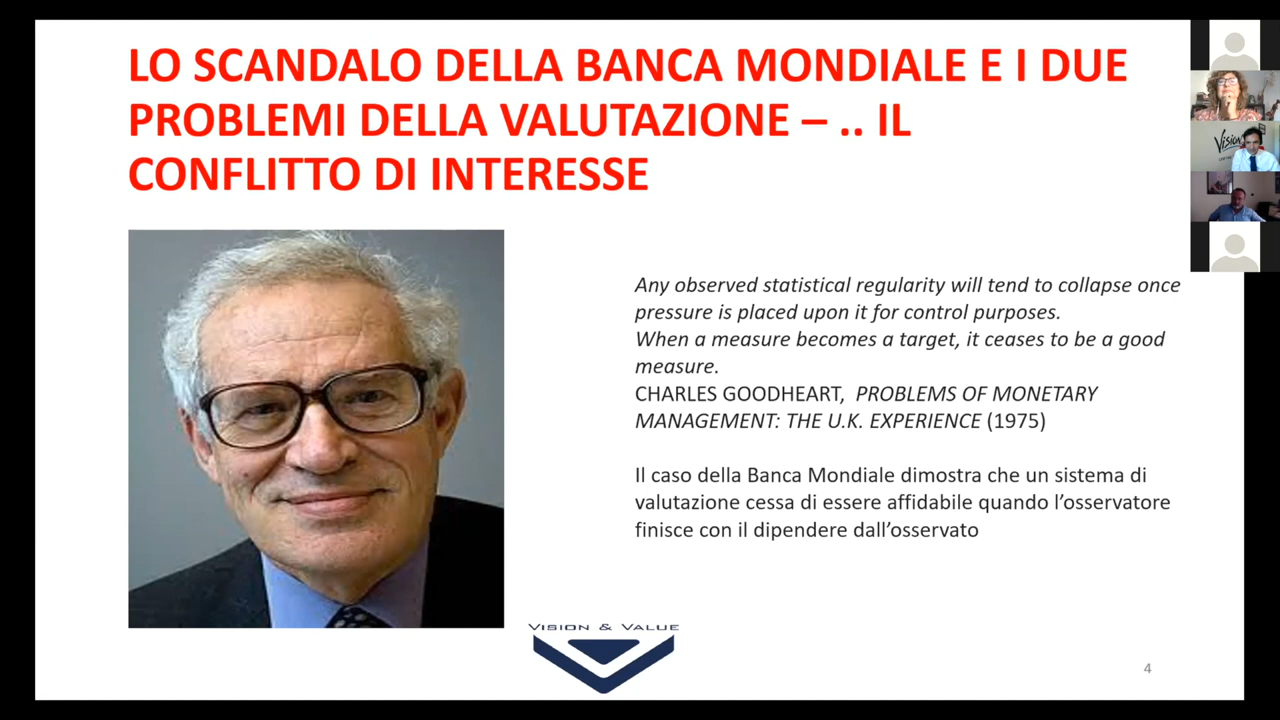 LO SCANDALO DELLA BANCA MONDIALE E I DUE
PROBLEMI DELLA VALUTAZIONE – .. IL
CONFLITTO DI INTERESSE
Any observed statistical regularity will tend to collapse once
pressure is placed upon it for control purposes.
When a measure becomes a target, it ceases to be a good
measure.
CHARLES GOODHEART, PROBLEMS OF MONETARY
MANAGEMENT: THE U.K. EXPERIENCE (1975)
Il caso della Banca Mondiale dimostra che un sistema di
valutazione cessa di essere affidabile quando l’osservatore
finisce con il dipendere dall’osservato
VISION & VALUE
4
Vision